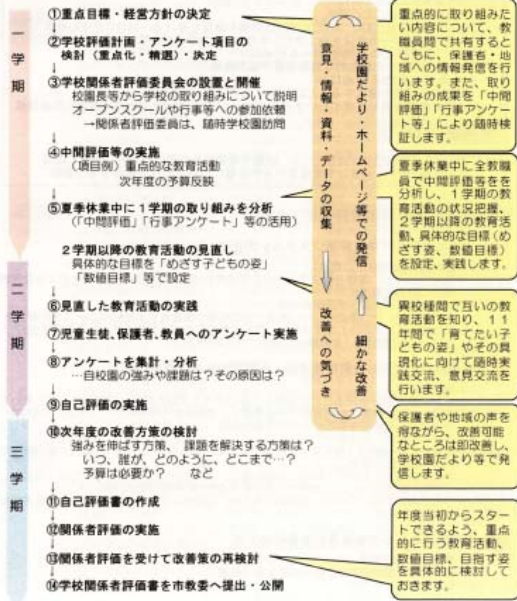 一学期
①重点目標・経営方針の決定
②学校評価計画・アンケート項目の
検討（重点化・精選）・決定
③学校関係者評価委員会の設置と開催
校園長等から学校の取り組みについて説明
オープンスクールや行事等への参加依頼
→関係者評価委員は、随時学校園訪問
④中間評価等の実施
（項目例）重点的な教育活動
次年度の予算反映
⑤夏季休業中に１学期の取り組みを分析
（「中間評価」「行事アンケート」等の活用）
二学期
２学期以降の教育活動の見直し
具体的な目標を「めざす子どもの姿」
「数値目標」等で設定
⑥見直した教育活動の実践
⑦児童生徒、保護者、教員へのアンケート実施
⑧アンケートを集計・分析
…自校園の強みや課題は？その原因は？
⑨自己評価の実施
三学期
⑩次年度の改善方策の検討
強みを伸ばす方策、課題を解決する方策は？
いつ、誰が、どのように、どこまで…？
予算は必要か？　など
⑪自己評価書の作成
⑫関係者評価の実施
⑬関係者評価を受けて改善策の再検討
⑭学校関係者評価書を市教委へ提出・公開
学校園だより・ホームページ等での発信
細かな改善
意見・情報・資料・データの収集
改善への気づき
重点的に取り組みた
い内容について、教
職員間で共有すると
ともに、保護者・地
域への情報発信を行
います。また、取り
組みの成果を「中間
評価」「行事アンケー
ト等」により随時検
証します。
夏季休業中に全教職
員で中間評価等をを
分析し、１学期の教
育活動の状況把握、
２学期以降の教育活
動、具体的な目標（め
ざす姿、数値目標）
を設定、実践します。
異校種間で互いの教
育活動を知り、１１
年間で「育てたい子
どもの姿」やその具
現化に向けて随時実
践交流、意見交流を
行います。
保護者や地域の声を
得ながら、改善可能
なところは即改善し、
学校園だより等で発
信します。
年度当初からスター
トできるよう、重点
的に行う教育活動、
数値目標、目指す姿
を具体的に検討して
おきます。